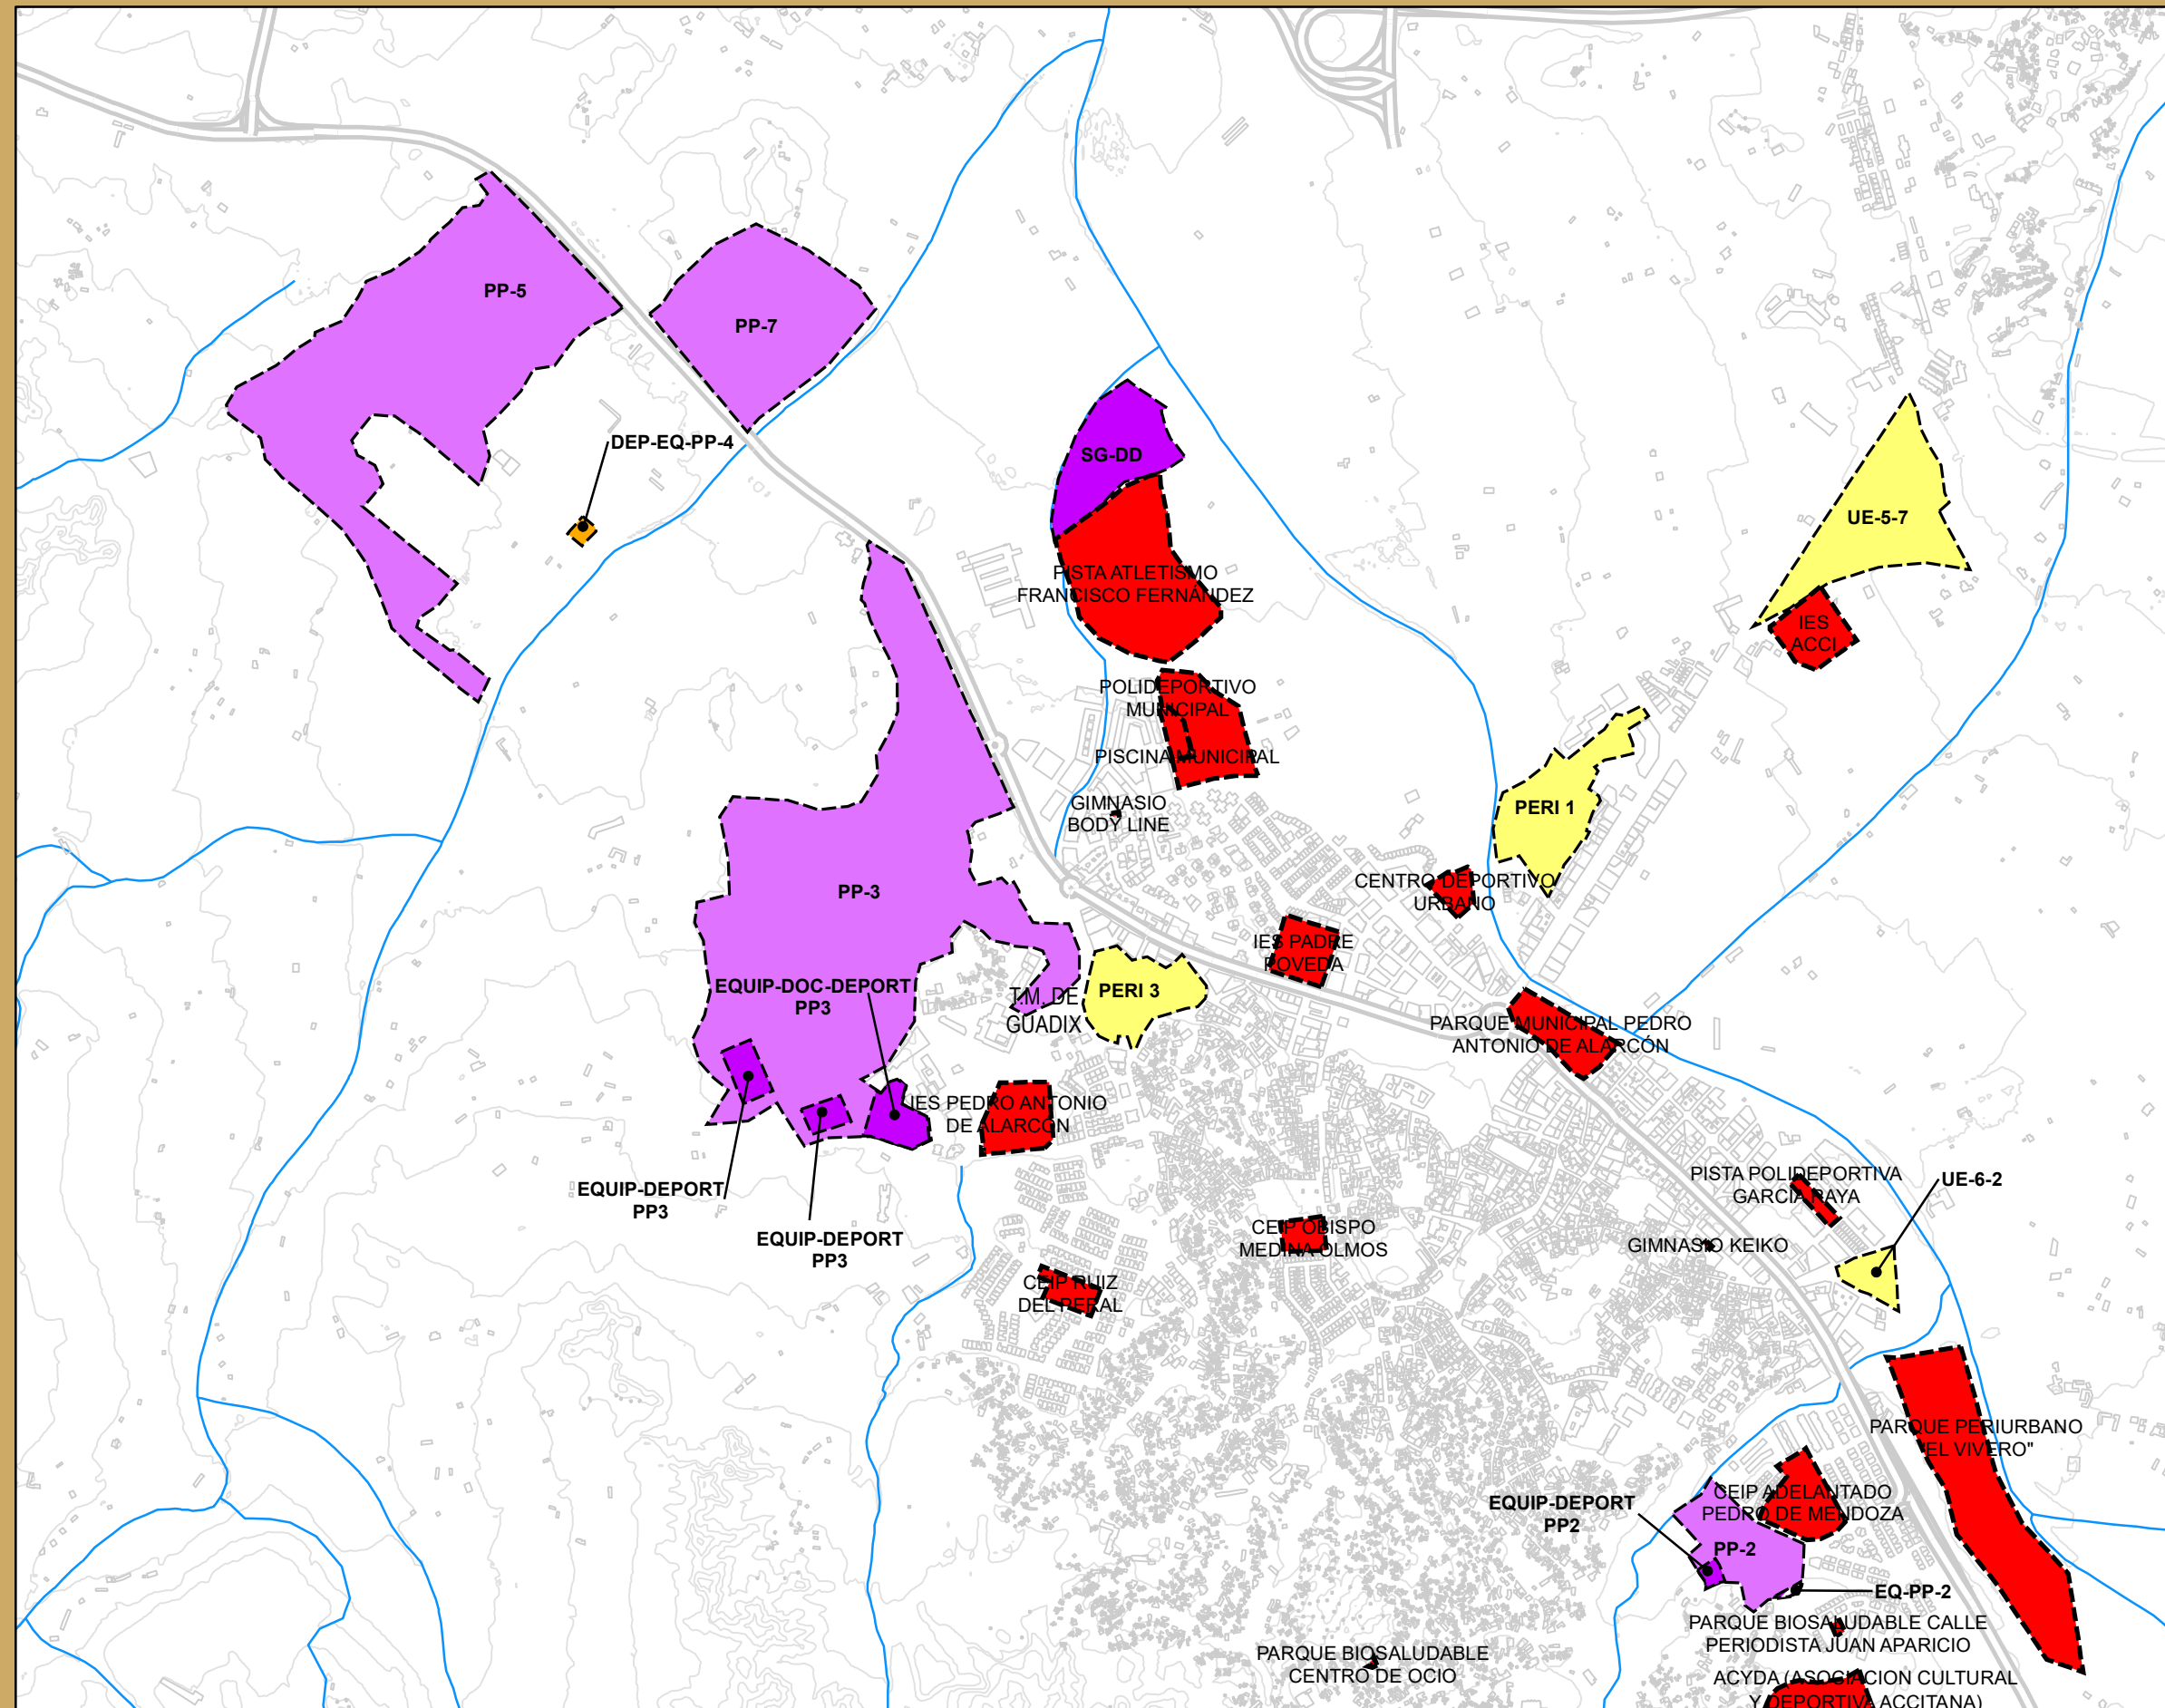 PP-5
PP-7
DEP-EQ-PP-4
SG-DD
UE-5-7
PISTA ATLETISMO
FRANCISCO FERNÁNDEZ
IES
ACCI
POLIDEPORTIVO
MUNICIPAL
PISCINA MUNICIPAL
GIMNASIO
BODY LINE
PERI 1
CENTRO DEPORTIVO
URBANO
PP-3
IES PADRE
POVEDA
EQUIP-DOC-DEPORT
PP3
T.M. DE
GUADIX
PERI 3
PARQUE MUNICIPAL PEDRO
ANTONIO DE ALARCÓN
IES PEDRO ANTONIO
DE ALARCÓN
EQUIP-DEPORT
PP3
EQUIP-DEPORT
PP3
PISTA POLIDEPORTIVA
GARCÍA RAYA
UE-6-2
CEIP OBISPO
MEDINA OLMOS
GIMNASIO KEIKO
CEIP RUIZ
DEL PERAL
PARQUE PERIURBANO
"EL VIVERO"
CEIP ADELANTADO
PEDRO DE MENDOZA
EQUIP-DEPORT
PP2
PP-2
EQ-PP-2
PARQUE BIOSALUDABLE CALLE
PERIODISTA JUAN APARICIO
PARQUE BIOSALUDABLE
CENTRO DE OCIO
ACYDA (ASOCIACION CULTURAL
Y DEPORTIVA ACCITANA)